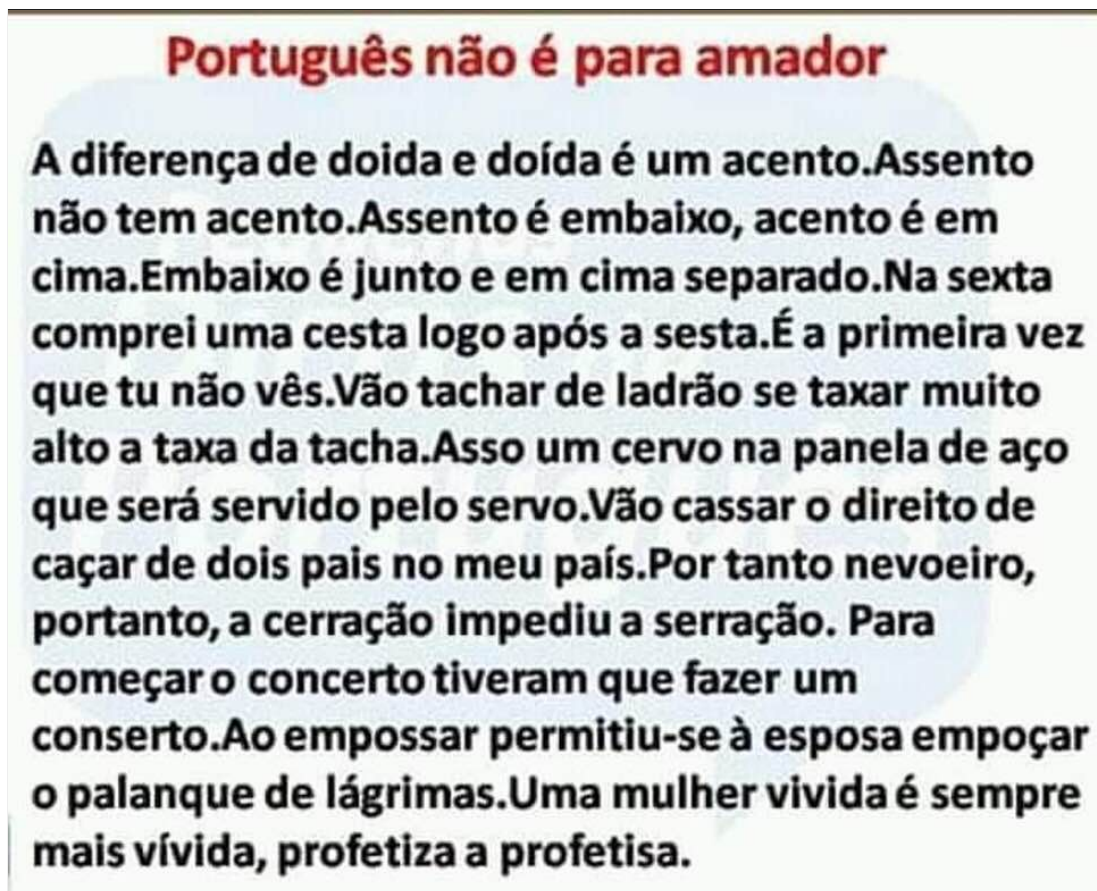 Português não é para amador
A diferença de doida e doída é um acento.Assento
não tem acento.Assento é embaixo, acento é em
cima.Embaixo é junto e em cima separado.Na sexta
comprei uma cesta logo após a sesta.É a primeira vez
que tu não vês.Vão tachar de ladrão se taxar muito
alto a taxa da tacha.Asso um cervo na panela de aço
que será servido pelo servo.Vão cassar o direito de
caçar de dois pais no meu país.Por tanto nevoeiro,
portanto, a cerração impediu a serração. Para
começar o concerto tiveram que fazer um
conserto.Ao empossar permitiu-se à esposa empoçar
o palanque de lágrimas.Uma mulher vivida é sempre
mais vívida, profetiza a profetisa.